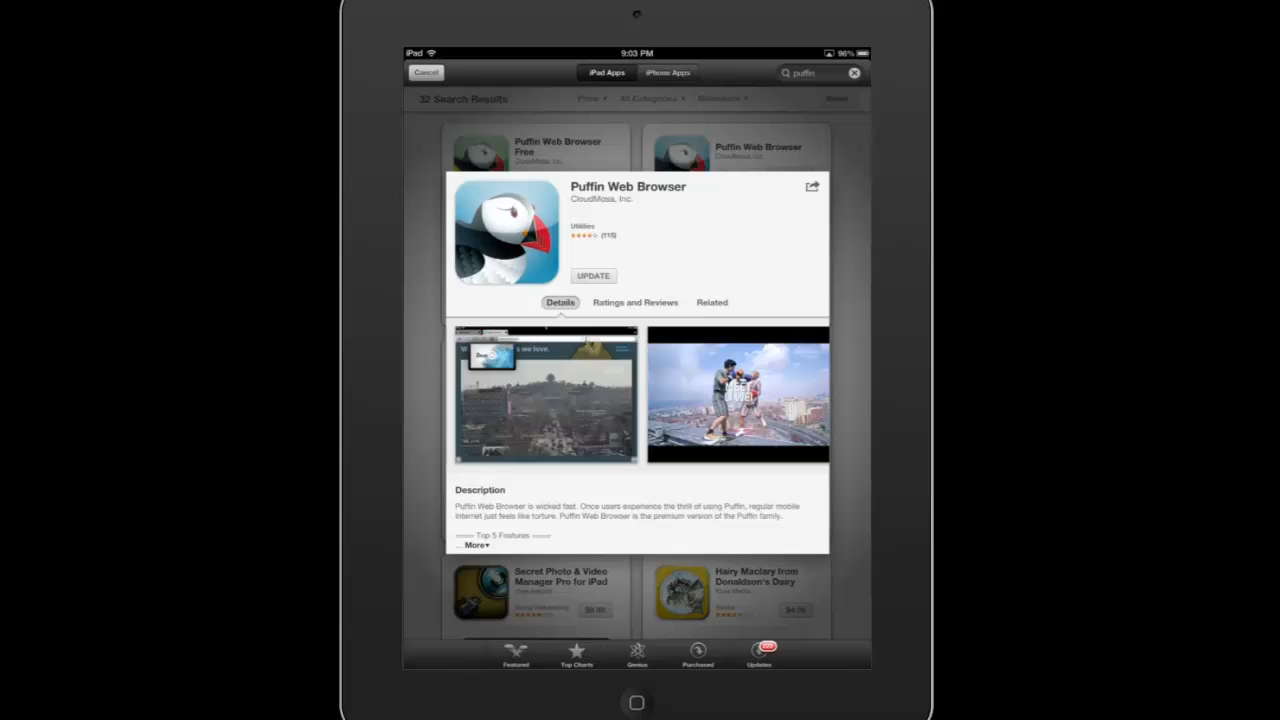 iPad
9:03 PM
96%
Cancel
iPad Apps
iPhone Apps
puffin
32 Search Results
Price
All Categories
Relevance
Reset
Puffin Web Browser
Free
CloudMosa, Inc.
Puffin Web Browser
CloudMosa, Inc.
Puffin Web Browser
CloudMosa, Inc.
Utilities
(115)
UPDATE
Details
Ratings and Reviews
Related
s we love.
MEET
Description
Puffin Web Browser is wicked fast. Once users experience the thrill of using Puffin, regular mobile
Internet just feels like torture. Puffin Web Browser is the premium version of the Puffin family.
===== Top 5 Features =====
... More▾
Secret Photo & Video
Manager Pro for iPad
Hairy Maclary from
Donaldson's Dairy
Kiwa Media
Featured
Top Charts
Genius
Purchased
Updates